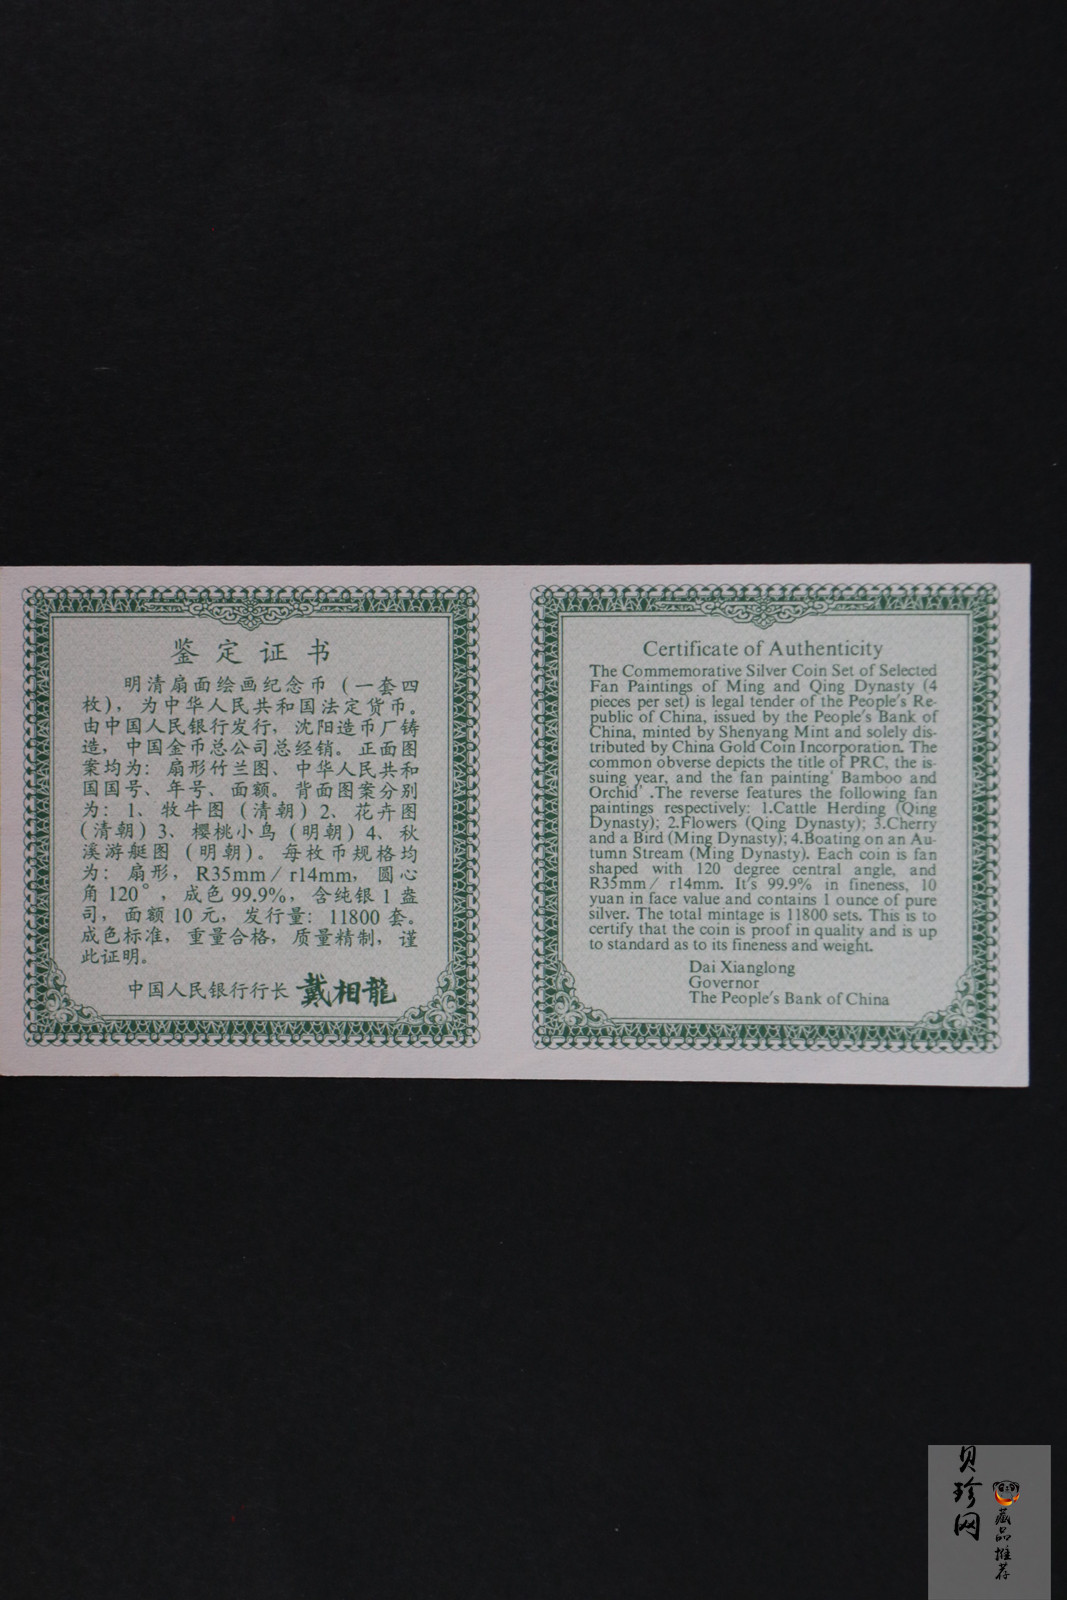 鉴定证书
明清扇面绘画纪念币(一套四
枚),为中华人民共和国法定货币。
由中国人民银行发行,沈阳造币厂铸
造,中国金币总公司总经销。正面图
案均为:扇形竹兰图、中华人民共和
国国号、年号、面额。背面图案分别
为:1、牧牛图(清朝)2、花卉图
(清朝)3、樱桃小鸟(明朝)4、秋
溪游艇图(明朝)。每枚币规格均
为:扇形,R35mm/r14mm,圆心
角120°,成色99.9%,含纯银1盎
司,面额10元,发行量:11800套。
成色标准,重量合格,质量精制,谨
此证明。
中国人民银行行长 戴相龍
Certificate of Authenticity
The Commemorative Silver Coin Set of Selected
Fan Paintings of Ming and Qing Dynasty (4
pieces per set) is legal tender of the People's Re-
public of China, issued by the People's Bank of
China, minted by Shenyang Mint and solely dis-
tributed by China Gold Coin Incorporation. The
common obverse depicts the title of PRC, the is-
suing year, and the fan painting' Bamboo and
Orchid' .The reverse features the following fan
paintings respectively: 1.Cattle Herding (Qing
Dynasty); 2.Flowers (Qing Dynasty); 3.Cherry
and a Bird (Ming Dynasty); 4.Boating on an Au-
tumn Stream (Ming Dynasty). Each coin is fan
shaped with 120 degree central angle, and
R35mm/ r14mm. It's 99.9% in fineness, 10
yuan in face value and contains 1 ounce of pure
silver. The total mintage is 11800 sets. This is to
certify that the coin is proof in quality and is up
to standard as to its fineness and weight.
Dai Xianglong
Governor
The People's Bank of China
贝珍网
藏品推荐